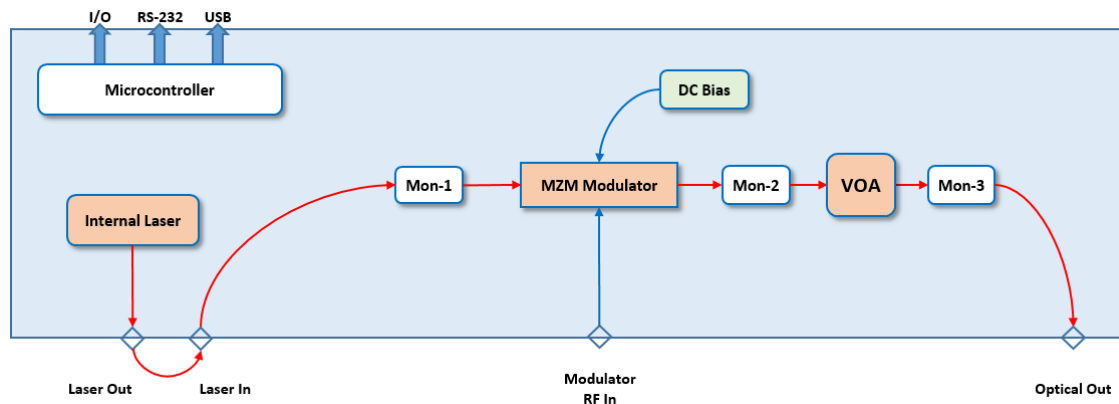 I/O RS-232 USB
Microcontroller
DC Bias
Mon-1 MZM Modulator Mon-2 VOA Mon-3
Internal Laser
Laser Out Laser In Modulator Optical Out
RF In